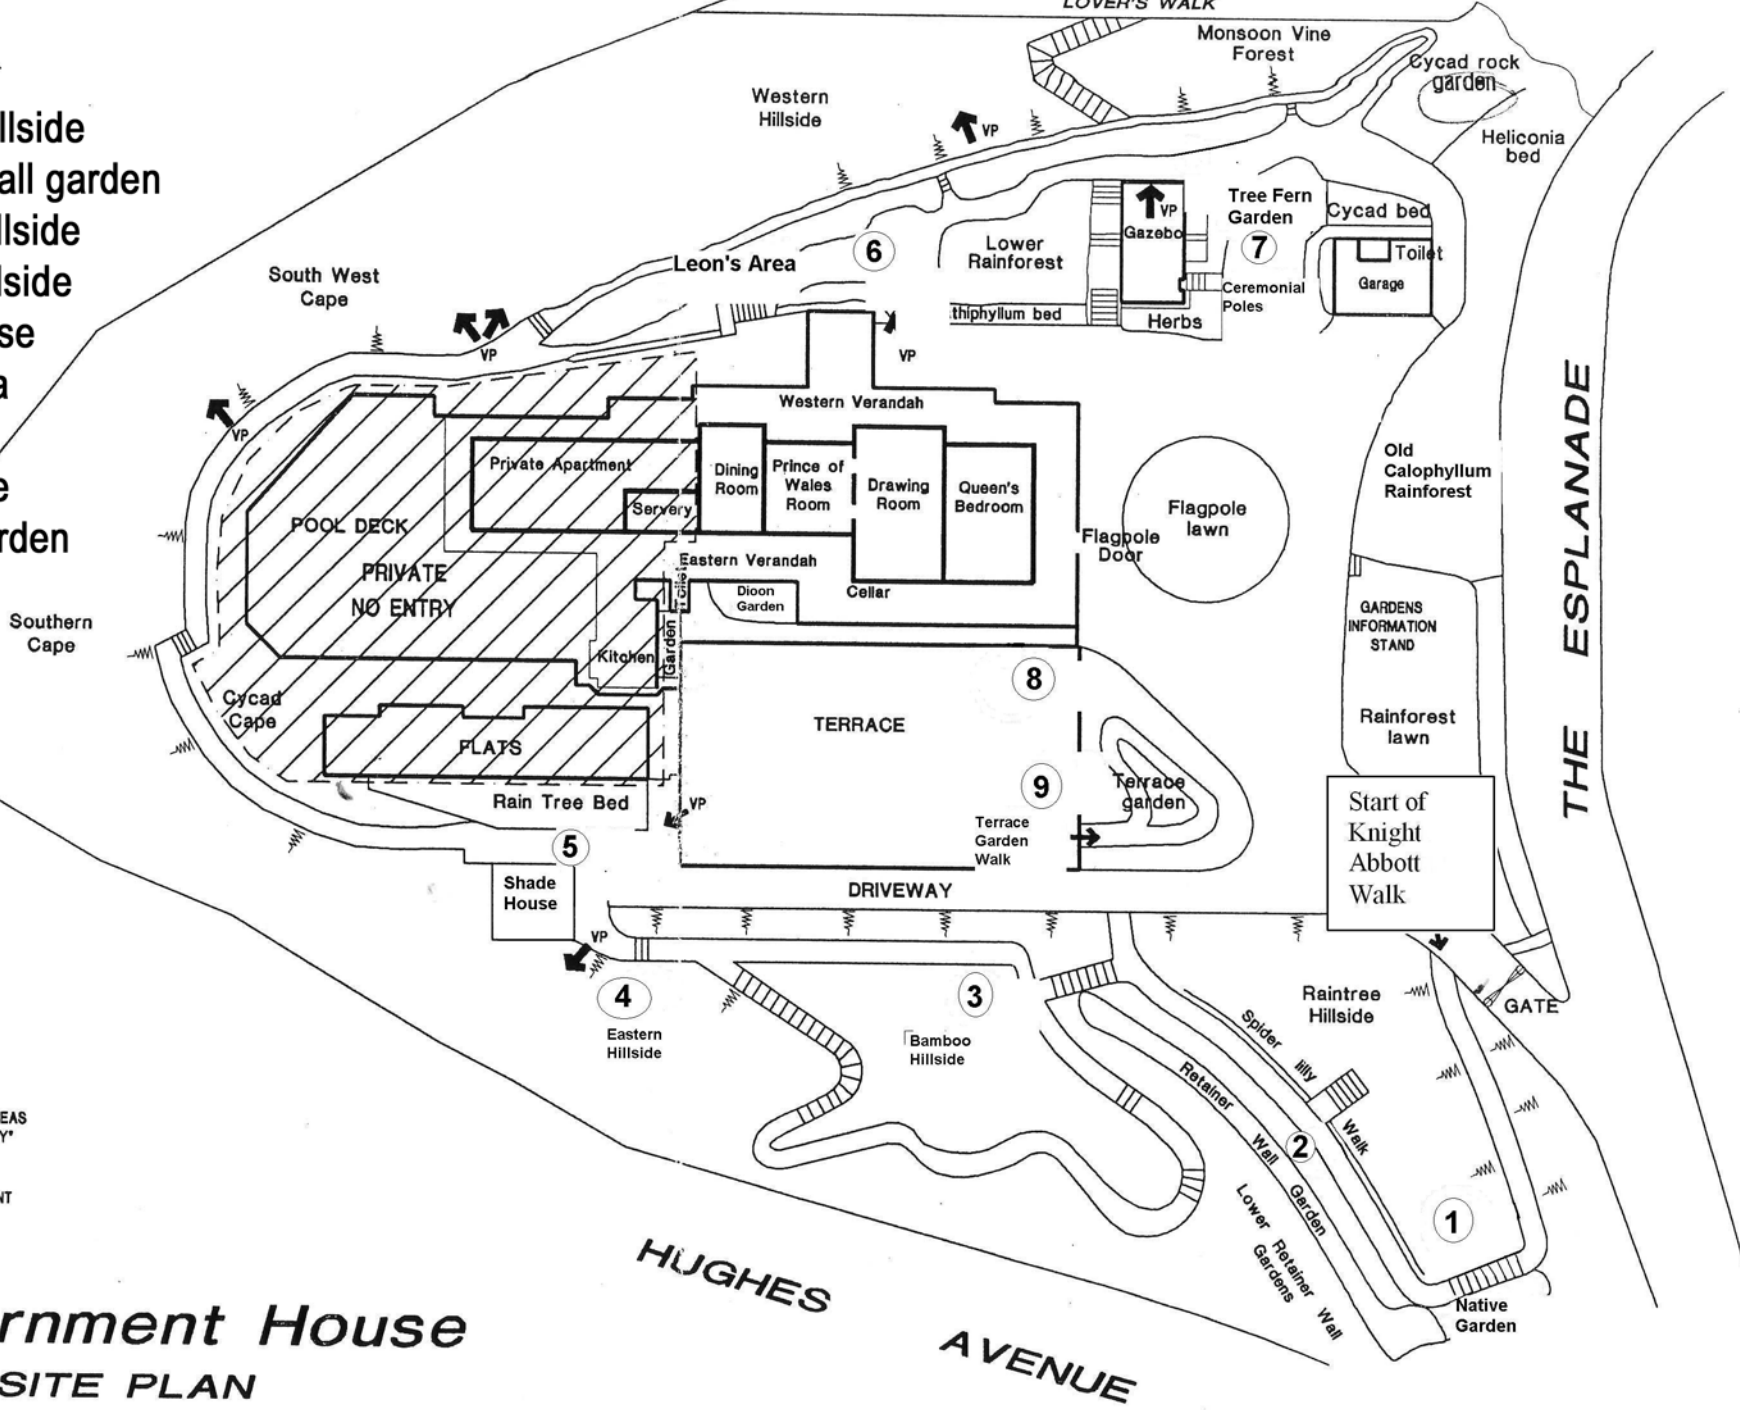 LOVER'S WALK
llside
all garden
llside
lside
se
a
e
rden
Monsoon Vine
Forest
Cycad rock
garden
Western
Hillside
VP
Heliconia
bed
Tree Fern
Garden
Cycad bed
VP
Gazebo
7
Toilet
Garage
Lower
Rainforest
6
Leon's Area
South West
Cape
Ceremonial
Poles
thiphyllum bed
Herbs
VP
VP
VP
Western Verandah
Private Apartment
Servery
Dining
Room
Prince of
Wales
Room
Drawing
Room
Queen's
Bedroom
Flagpole
lawn
Flagpole
Door
Old
Calophyllum
Rainforest
THE ESPLANADE
POOL DECK
PRIVATE
NO ENTRY
Eastern Verandah
Toilet
Dioon
Garden
Cellar
GARDENS
INFORMATION
STAND
Southern
Cape
Kitchen
Garden
8
Cycad
Cape
FLATS
TERRACE
Rainforest
lawn
9
Terrace
garden
Rain Tree Bed
VP
Terrace
Garden
Walk
Start of
Knight
Abbott
Walk
5
Shade
House
DRIVEWAY
VP
4
Eastern
Hillside
3
Bamboo
Hillside
Raintree
Hillside
GATE
Spider lilly Walk
Retainer Wall Garden
2
1
Lower Retainer Wall
Gardens
Native
Garden
EAS
Y"
NT
HUGHES AVENUE
rnment House
SITE PLAN